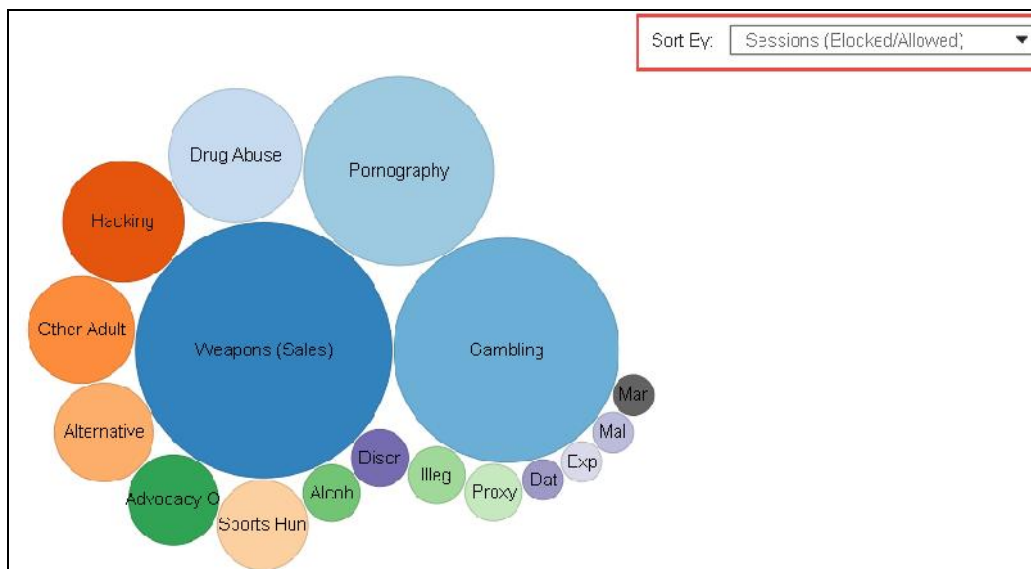 Sort By: Sessions (Blocked/Allowed)
Drug Abuse
Pornography
Hacking
Other Adult
Weapons (Sales)
Gambling
Mar
Alternative
Mal
Discr
Exp
Illeg
Dat
Proxy
Alcoh
Advocacy O
Sports Hun